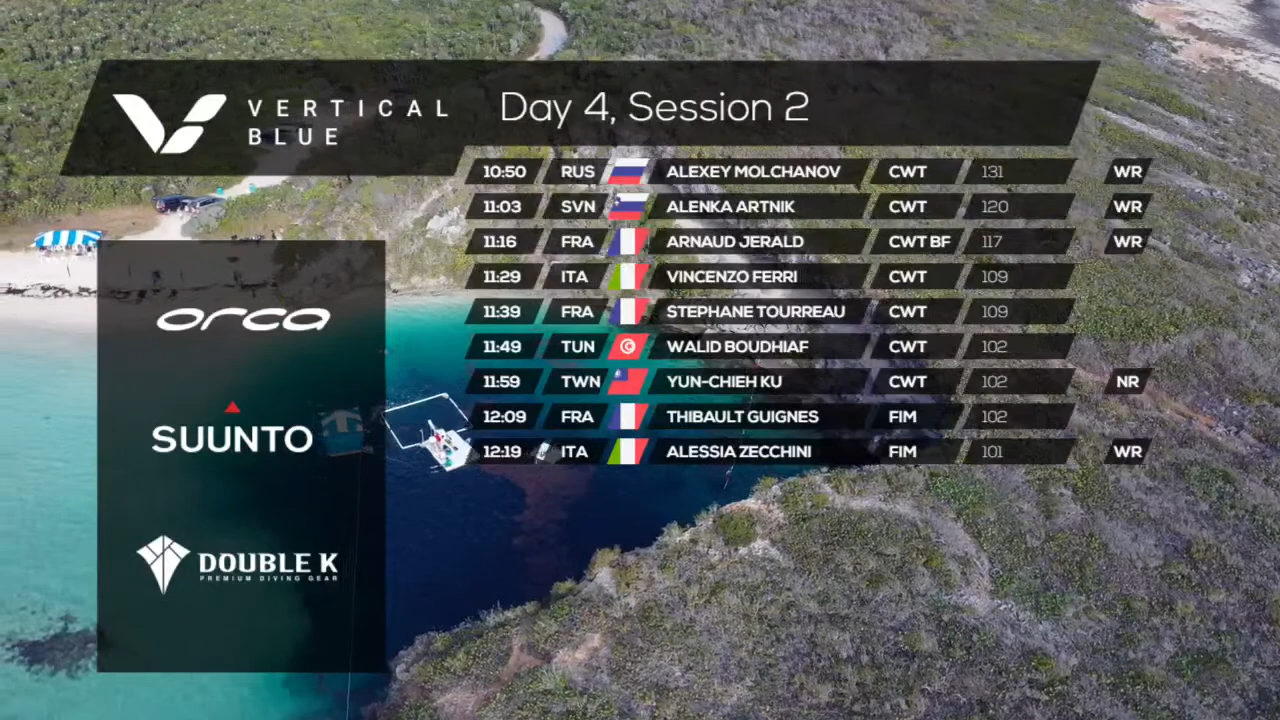 VERTICAL
BLUE
Day 4, Session 2
10:50 RUS ALEXEY MOLCHANOV CWT 131 WR
11:03 SVN ALENKA ARTNIK CWT 120 WR
11:16 FRA ARNAUD JERALD CWT BF 117 WR
11:29 ITA VINCENZO FERRI CWT 109
11:39 FRA STEPHANE TOURREAU CWT 109
11:49 TUN WALID BOUDHIAF CWT 102
11:59 TWN YUN-CHIEH KU CWT 102 NR
12:09 FRA THIBAULT GUIGNES FIM 102
12:19 ITA ALESSIA ZECCHINI FIM 101 WR
orca
SUUNTO
DOUBLE K
PREMIUM DIVING GEAR